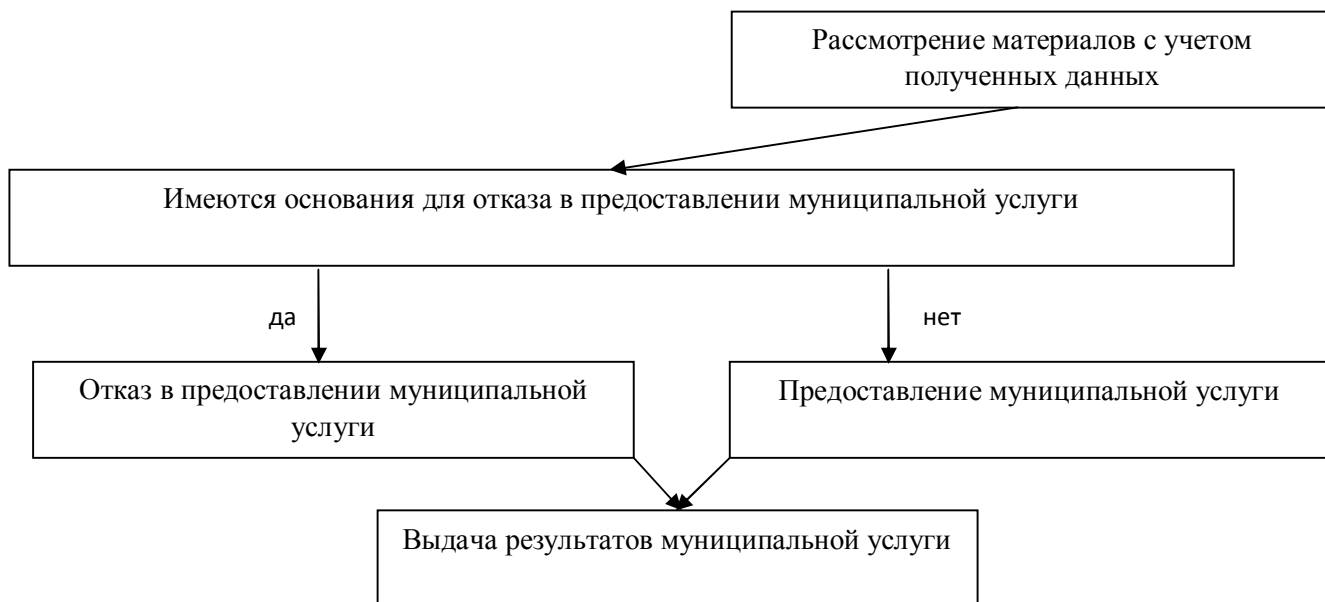 Рассмотрение материалов с учетом
полученных данных
Имеются основания для отказа в предоставлении муниципальной услуги
да
нет
Отказ в предоставлении муниципальной
услуги
Предоставление муниципальной услуги
Выдача результатов муниципальной услуги